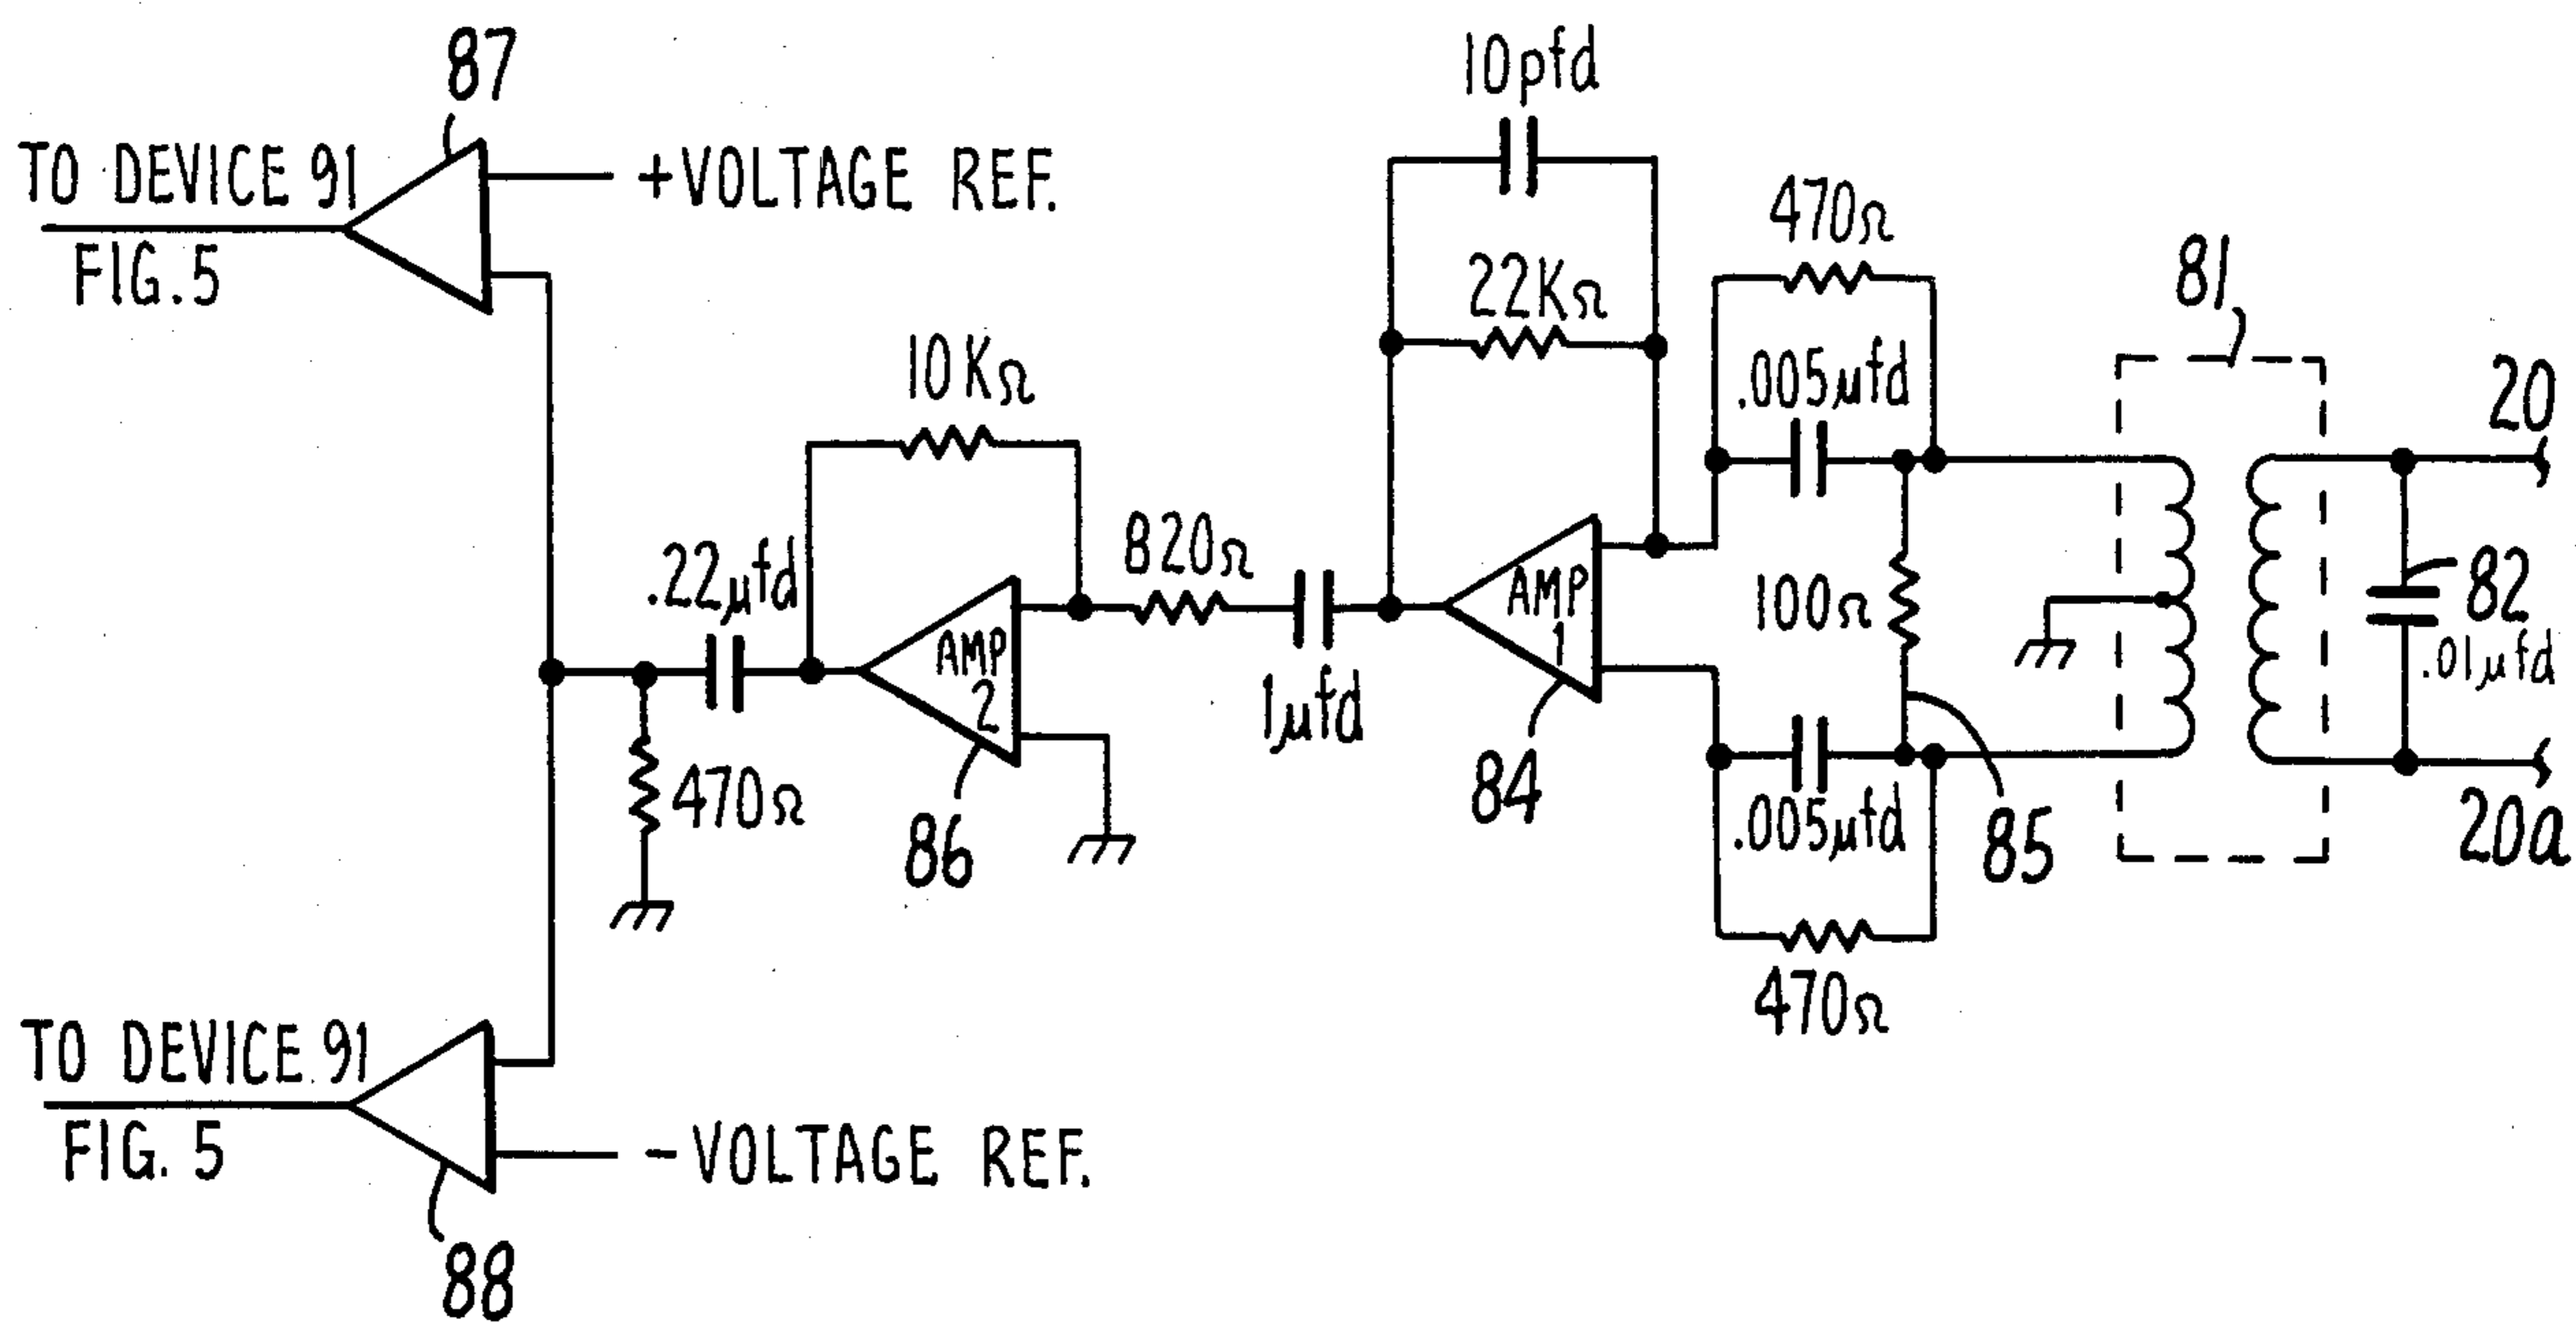 87
10pfd
TO DEVICE 91
+VOLTAGE REF.
FIG. 5
470Ω
22KΩ
81
10KΩ
.005μfd
20
.22μfd
820Ω
AMP
1
AMP
2
100Ω
82
.01μfd
1μfd
470Ω
84
86
.005μfd
85
20a
470Ω
TO DEVICE 91
FIG. 5
-VOLTAGE REF.
88